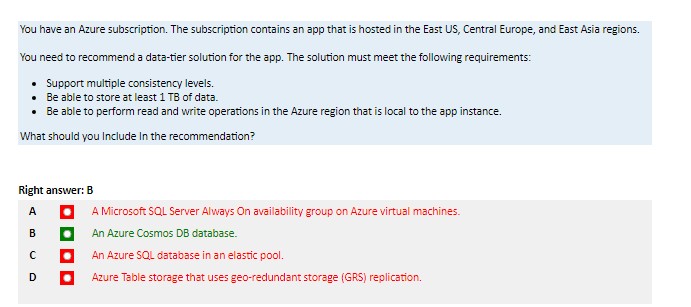 You have an Azure subscription. The subscription contains an app that is hosted in the East US, Central Europe, and East Asia regions.
You need to recommend a data-tier solution for the app. The solution must meet the following requirements:
• Support multiple consistency levels.
• Be able to store at least 1 TB of data.
• Be able to perform read and write operations in the Azure region that is local to the app instance.
What should you Include In the recommendation?
Right answer: B
A A Microsoft SQL Server Always On availability group on Azure virtual machines.
B An Azure Cosmos DB database.
C An Azure SQL database in an elastic pool.
D Azure Table storage that uses geo-redundant storage (GRS) replication.